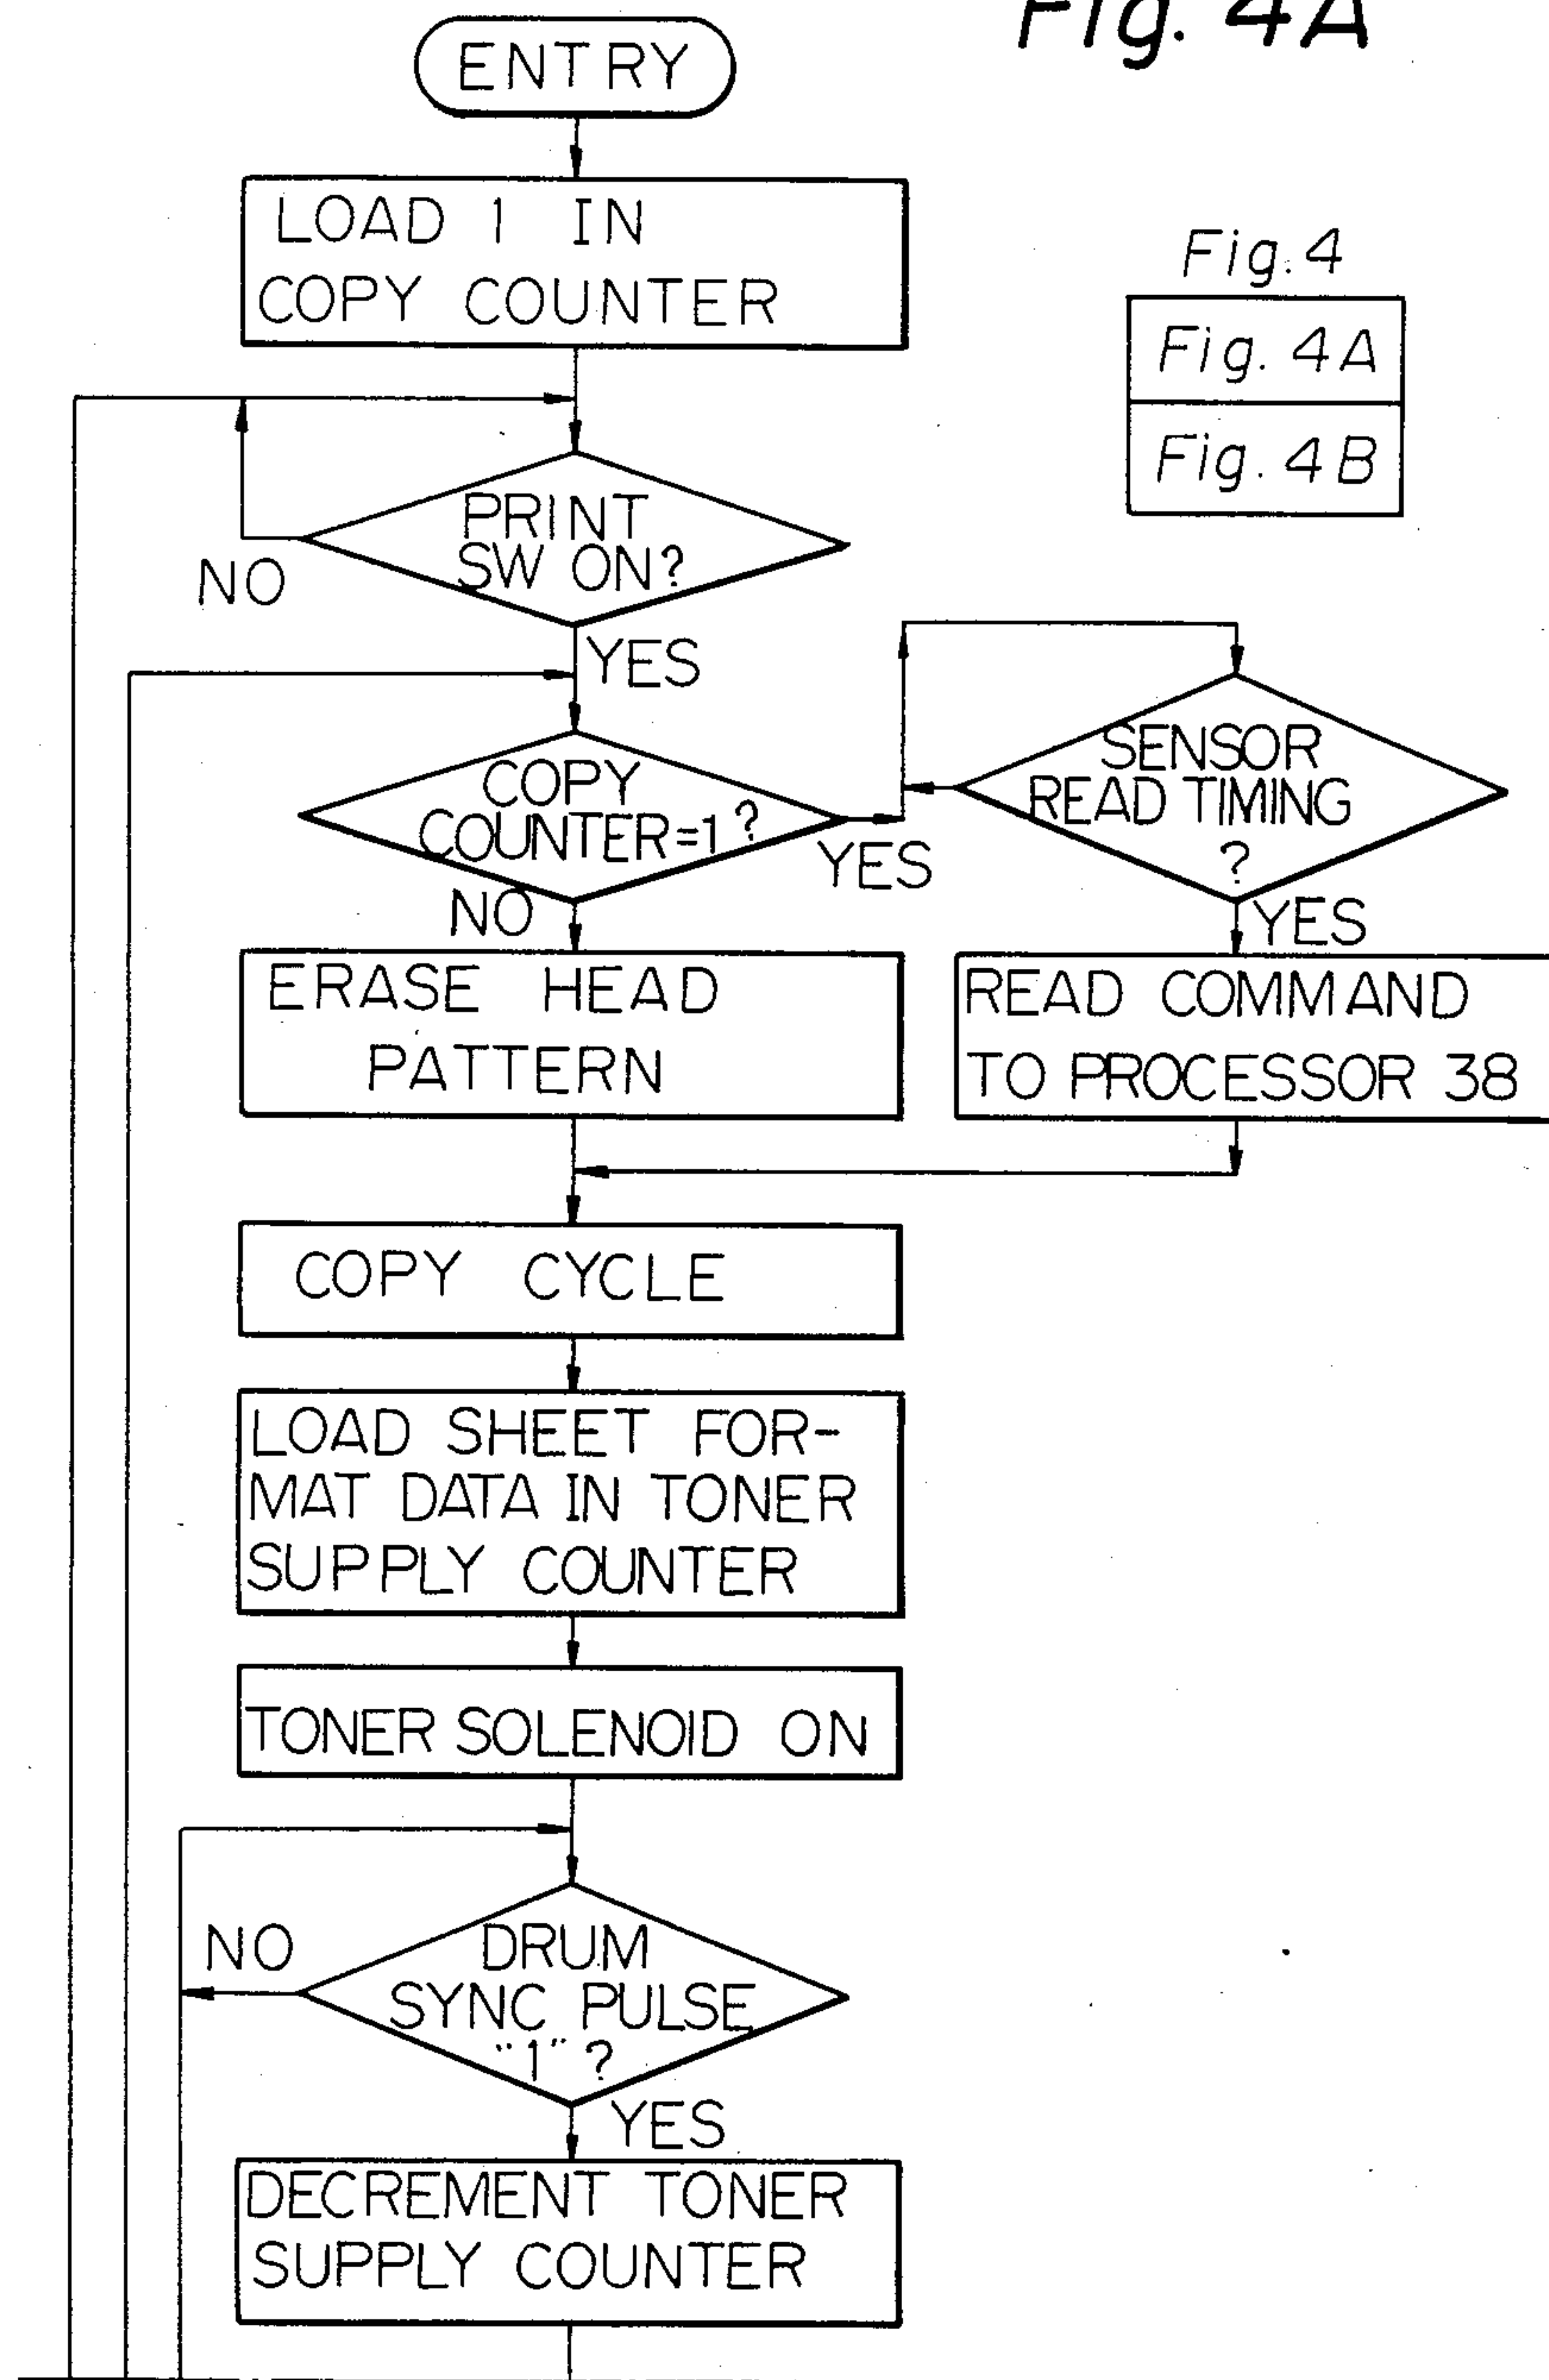 Fig. 4A
ENTRY
LOAD 1 IN
COPY COUNTER
Fig. 4
Fig. 4A
Fig. 4B
PRINT
SW ON?
NO
YES
COPY
COUNTER=1 ?
YES
NO
SENSOR
READ TIMING
?
YES
ERASE HEAD
PATTERN
READ COMMAND
TO PROCESSOR 38
COPY CYCLE
LOAD SHEET FOR-
MAT DATA IN TONER
SUPPLY COUNTER
TONER SOLENOID ON
NO
DRUM
SYNC PULSE
"1" ?
YES
DECREMENT TONER
SUPPLY COUNTER